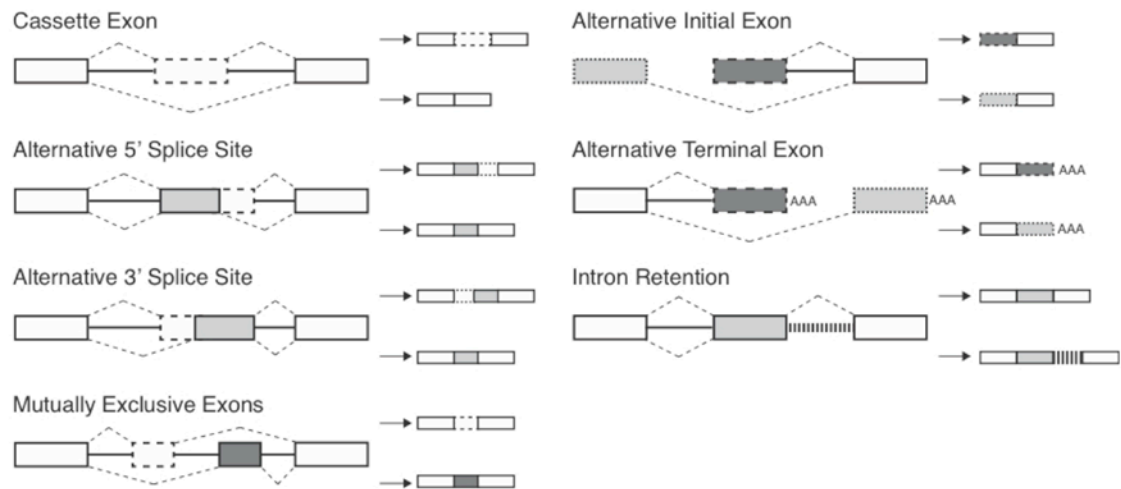 Cassette Exon
Alternative 5' Splice Site
Alternative 3' Splice Site
Mutually Exclusive Exons
Alternative Initial Exon
Alternative Terminal Exon
AAA
AAA
AAA
AAA
Intron Retention